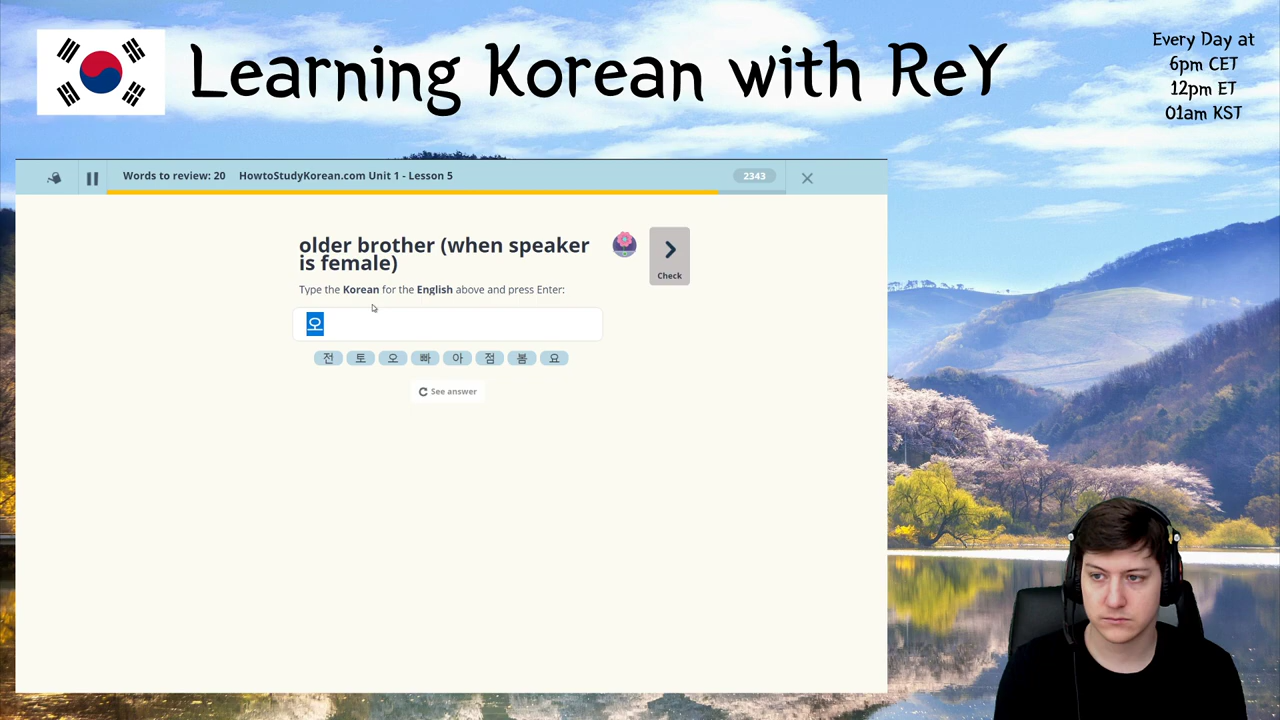 Learning Korean with ReY
Every Day at
6pm CET
12pm ET
01am KST
Words to review: 20 HowtoStudyKorean.com Unit 1 - Lesson 5
2343
older brother (when speaker
is female)
Check
Type the Korean for the English above and press Enter:
오
전 토 오 빠 아 점 봄 요
See answer